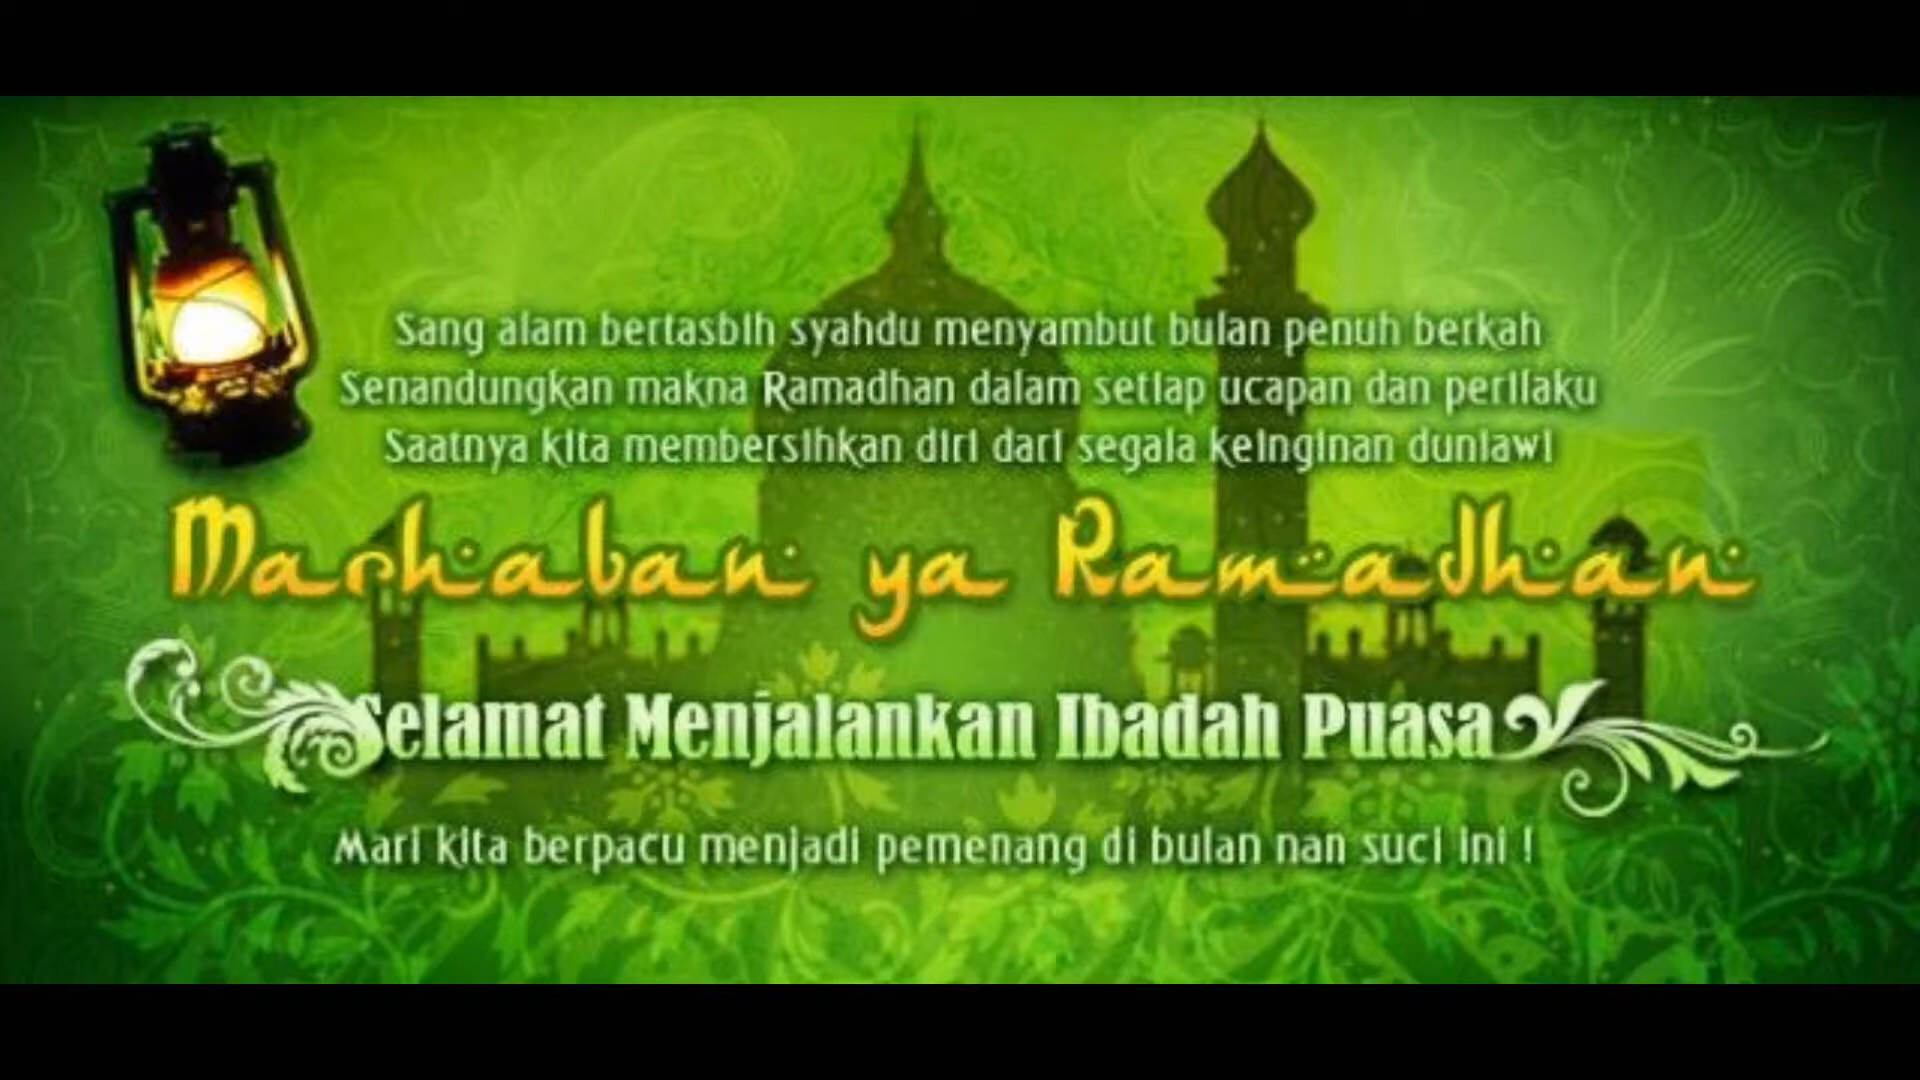 Sang alam bertasbih syahdu menyambut bulan penuh berkah
Senandungkan makna Ramadhan dalam setiap ucapan dan perilaku
Saatnya kita membersihkan diri dari segala keinginan duniawi
Marhaban ya Ramadhan
Selamat Menjalankan Ibadah Puasa
Mari kita berpacu menjadi pemenang di bulan nan suci ini !